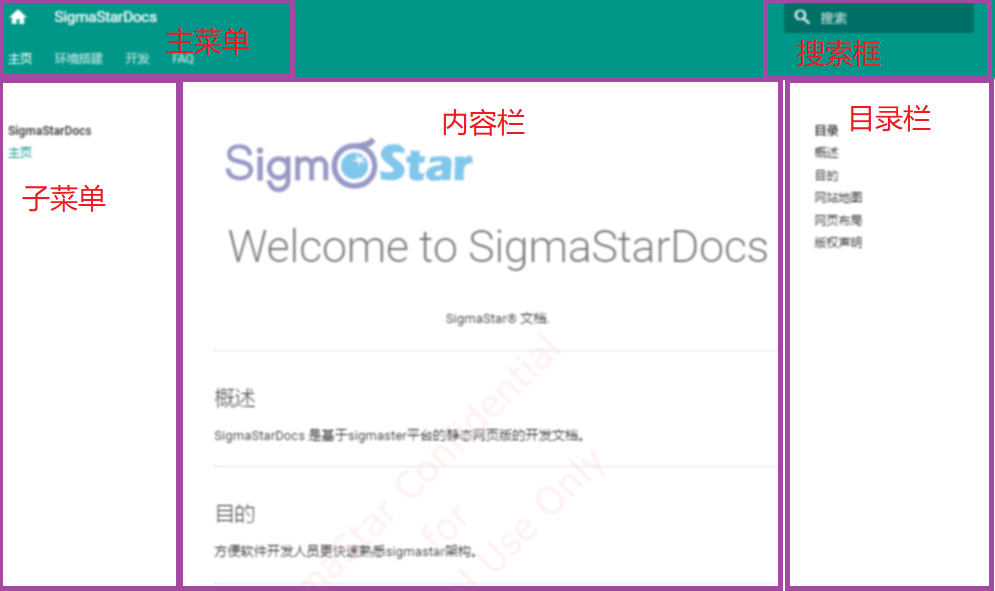 SigmaStarDocs
搜索
主菜单
主页 环境搭建 开发 FAQ
搜索框
SigmaStarDocs
主页
子菜单
内容栏
SigmaStar
Welcome to SigmaStarDocs
SigmaStar® 文档.
概述
SigmaStarDocs 是基于sigmaster平台的静态网页版的开发文档。
目的
方便软件开发人员更快速熟悉sigmastar架构。
目录栏
目录
概述
目的
网站地图
网页布局
版权声明
maStar Confidential
for
l Use Only